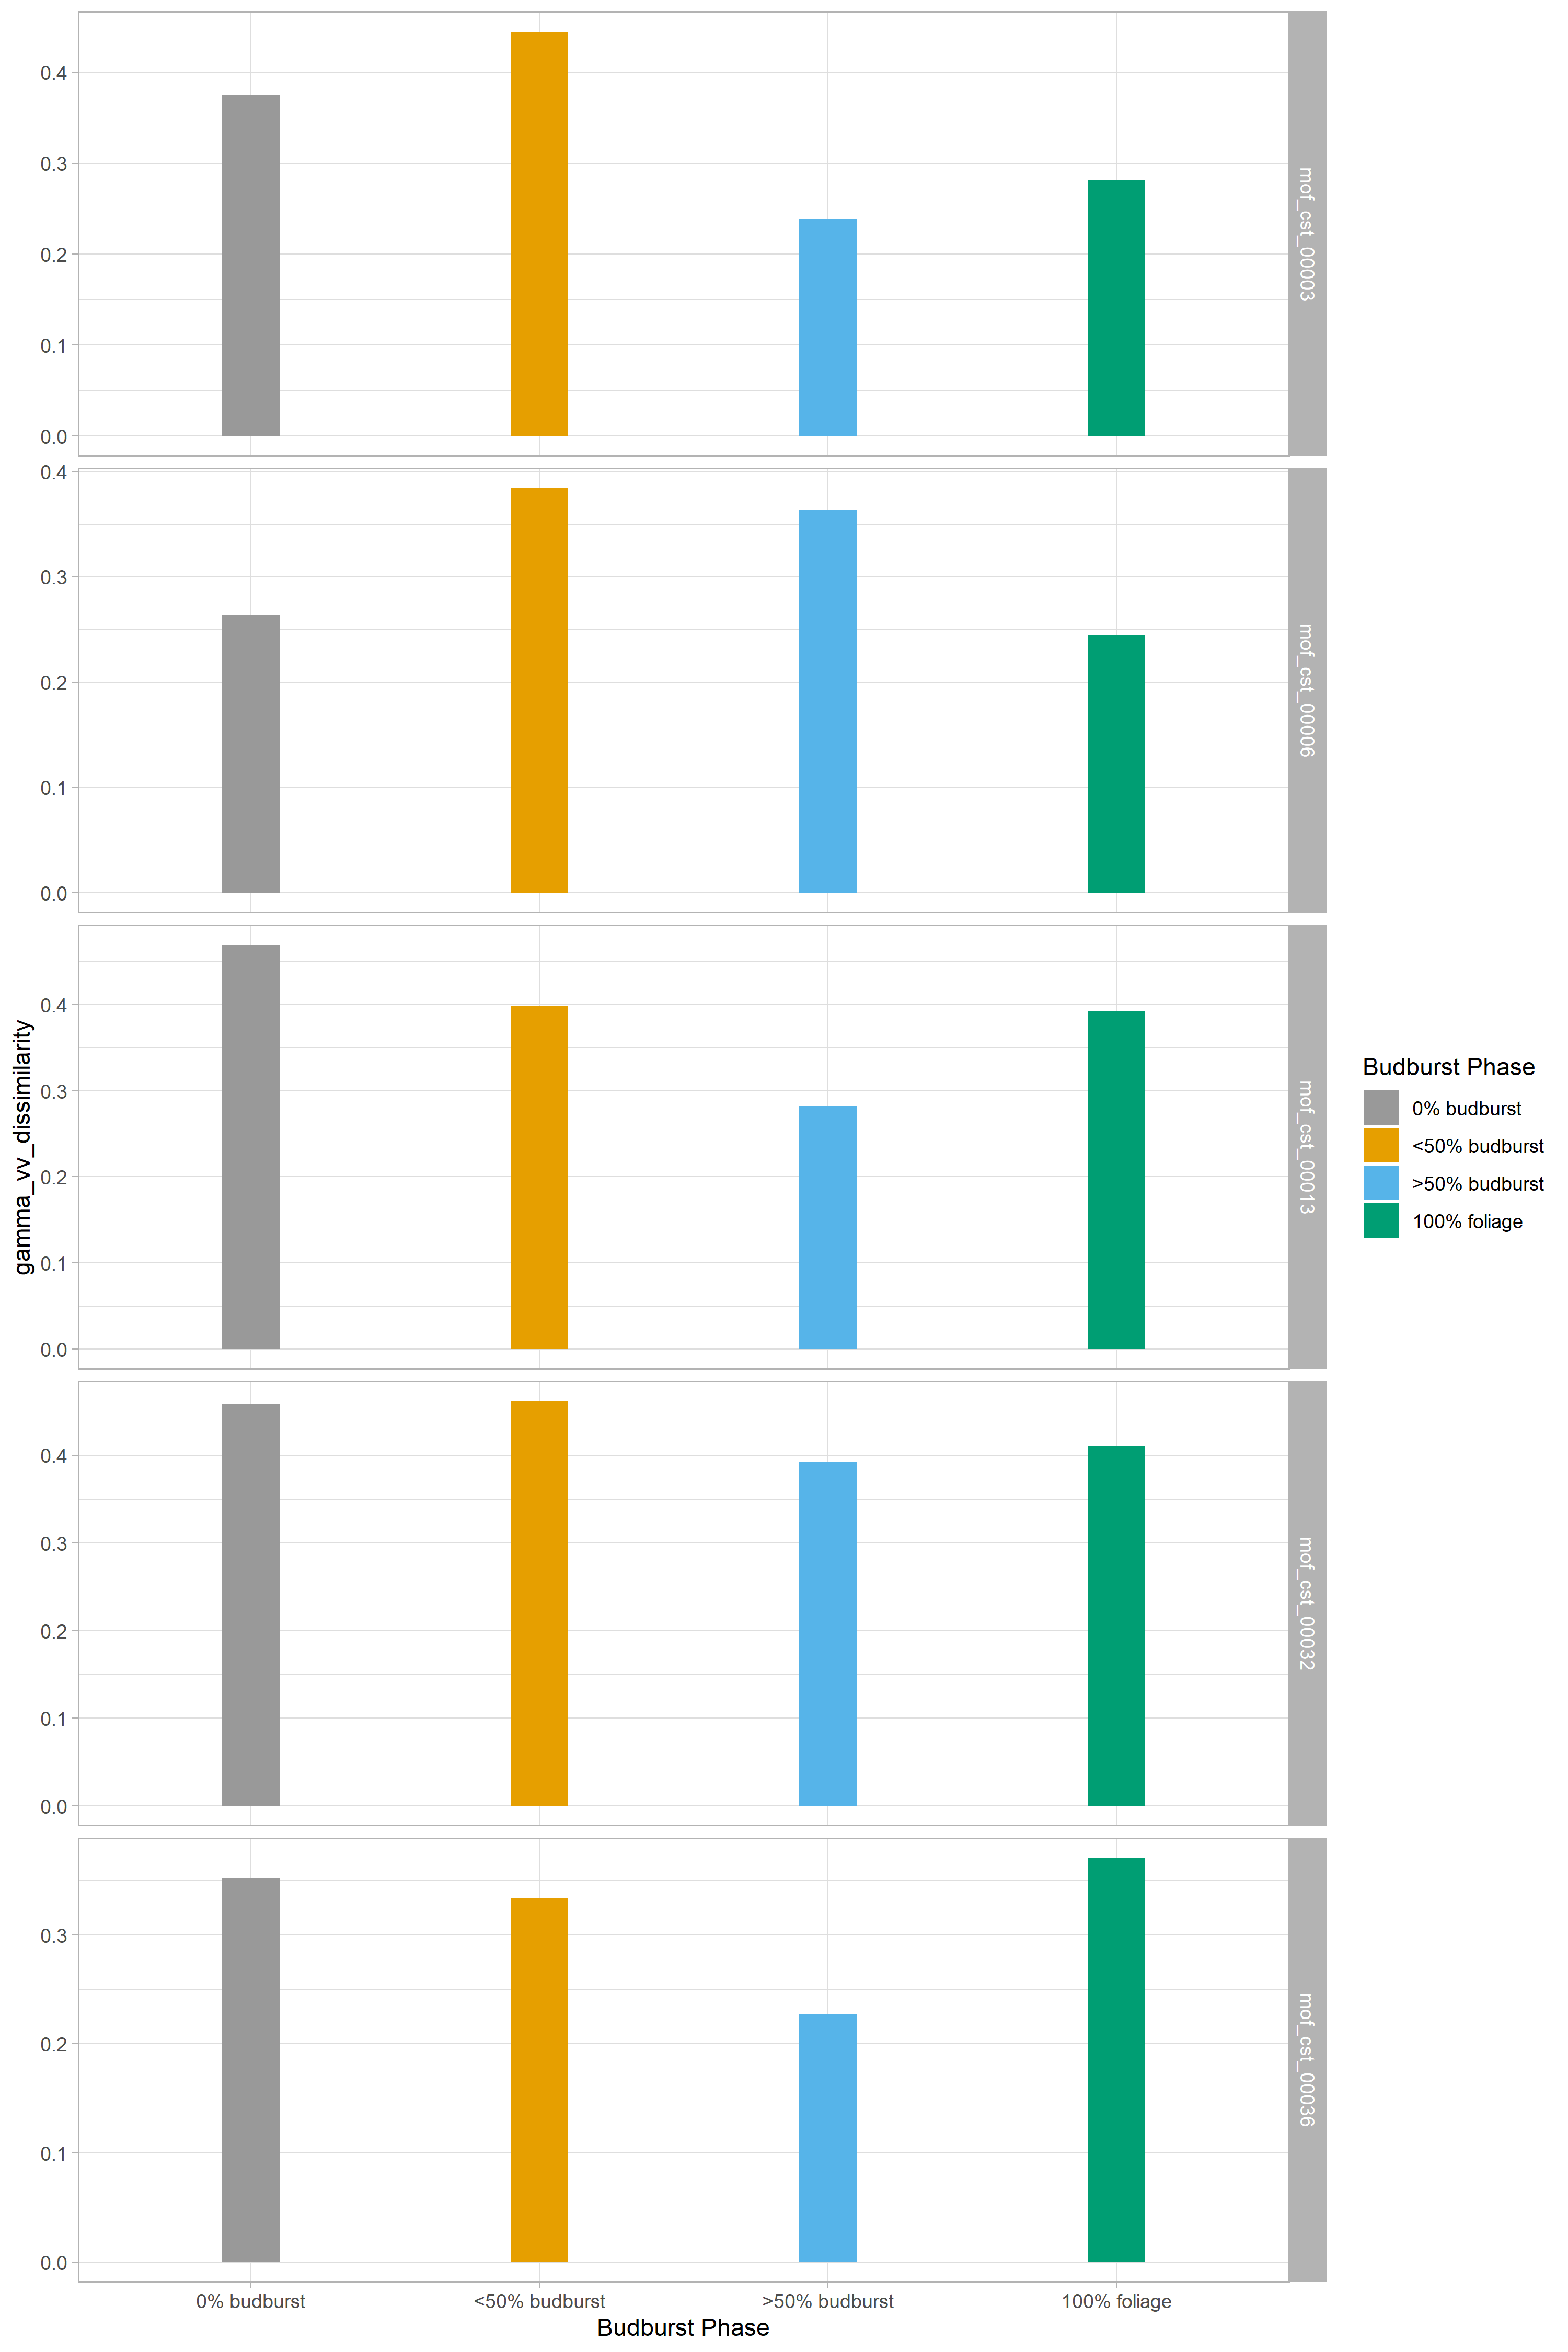 0.4
0.3
0.2
0.1
0.0
mof_cst_00003
0.4
0.3
0.2
0.1
0.0
mof_cst_00006
0.4
0.3
0.2
0.1
0.0
mof_cst_00013
0.4
0.3
0.2
0.1
0.0
mof_cst_00032
0.3
0.2
0.1
0.0
mof_cst_00036
0% budburst
<50% budburst
>50% budburst
100% foliage
Budburst Phase
gamma_vv_dissimilarity
Budburst Phase
0% budburst
<50% budburst
>50% budburst
100% foliage